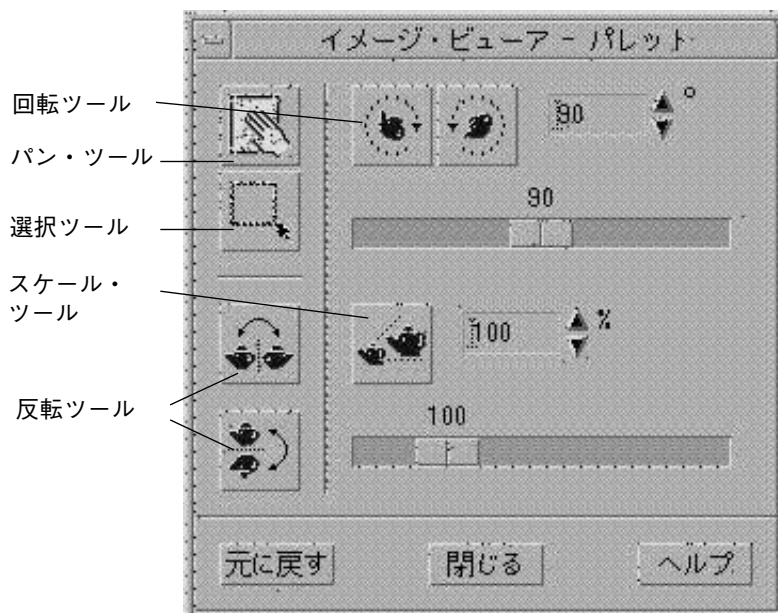 イメージ・ビューア - パレット
回転ツール
90 °
パン・ツール
90
選択ツール
スケール・
ツール
100 %
反転ツール
100
元に戻す 閉じる ヘルプ